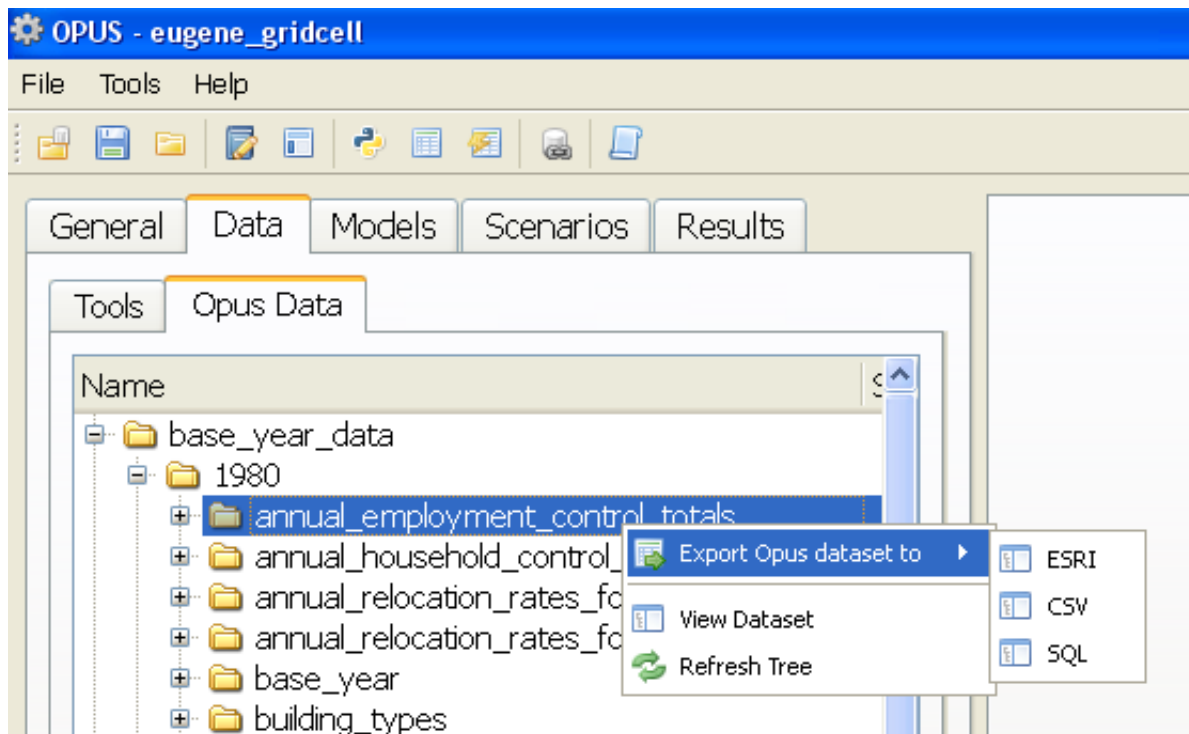 OPUS - eugene_gridcell
File Tools Help
General Data Models Scenarios Results
Tools Opus Data
Name S
base_year_data
1980
annual_employment_control_totals
annual_household_control_
annual_relocation_rates_fo
annual_relocation_rates_fo
base_year
building_types
Export Opus dataset to
View Dataset
Refresh Tree
ESRI
CSV
SQL